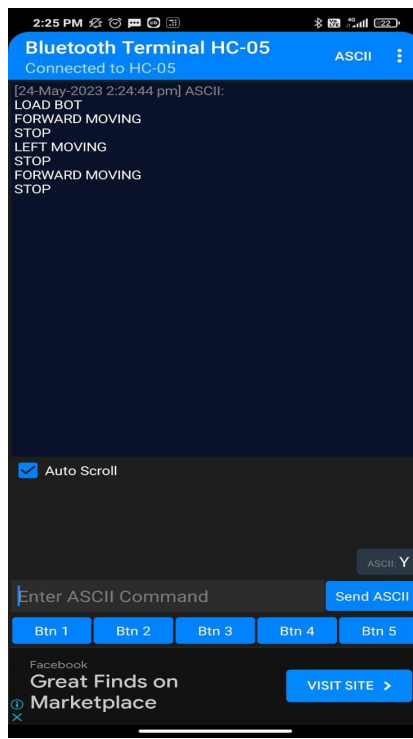 2:25 PM
4G
22
Bluetooth Terminal HC-05
Connected to HC-05
ASCII
[24-May-2023 2:24:44 pm] ASCII:
LOAD BOT
FORWARD MOVING
STOP
LEFT MOVING
STOP
FORWARD MOVING
STOP
Auto Scroll
ASCII: Y
Enter ASCII Command
Send ASCII
Btn 1 Btn 2 Btn 3 Btn 4 Btn 5
Facebook
Great Finds on
Marketplace
VISIT SITE